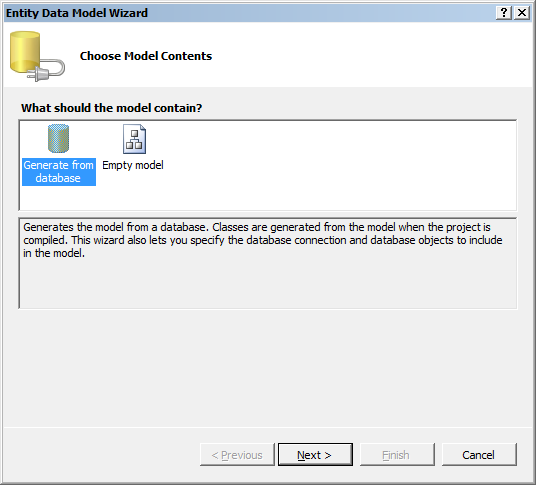 Entity Data Model Wizard
Choose Model Contents
What should the model contain?
Generate from
database
Empty model
Generates the model from a database. Classes are generated from the model when the project is
compiled. This wizard also lets you specify the database connection and database objects to include
in the model.
< Previous
Next >
Finish
Cancel